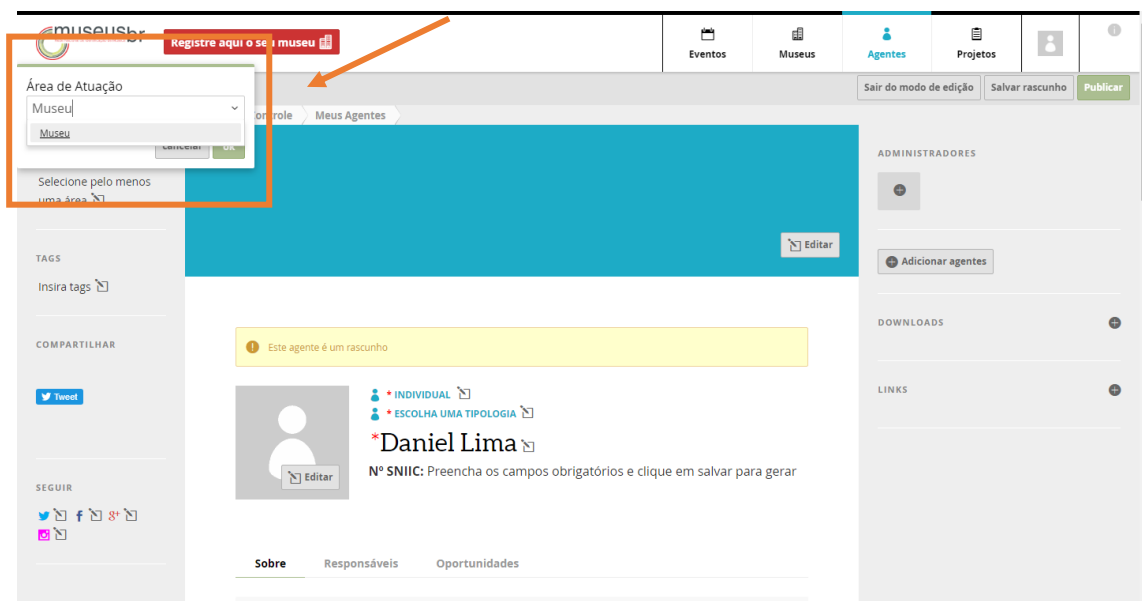 museusbr
Registre aqui o seu museu
Eventos
Museus
Agentes
Projetos
Área de Atuação
Museu
Museu
cancelar
ok
Sair do modo de edição
Salvar rascunho
Publicar
Controle
Meus Agentes
Selecione pelo menos
uma área
TAGS
Insira tags
COMPARTILHAR
Tweet
SEGUIR
Editar
Este agente é um rascunho
Editar
* INDIVIDUAL
* ESCOLHA UMA TIPOLOGIA
*Daniel Lima
Nº SNIIC: Preencha os campos obrigatórios e clique em salvar para gerar
Sobre
Responsáveis
Oportunidades
ADMINISTRADORES
Adicionar agentes
DOWNLOADS
LINKS